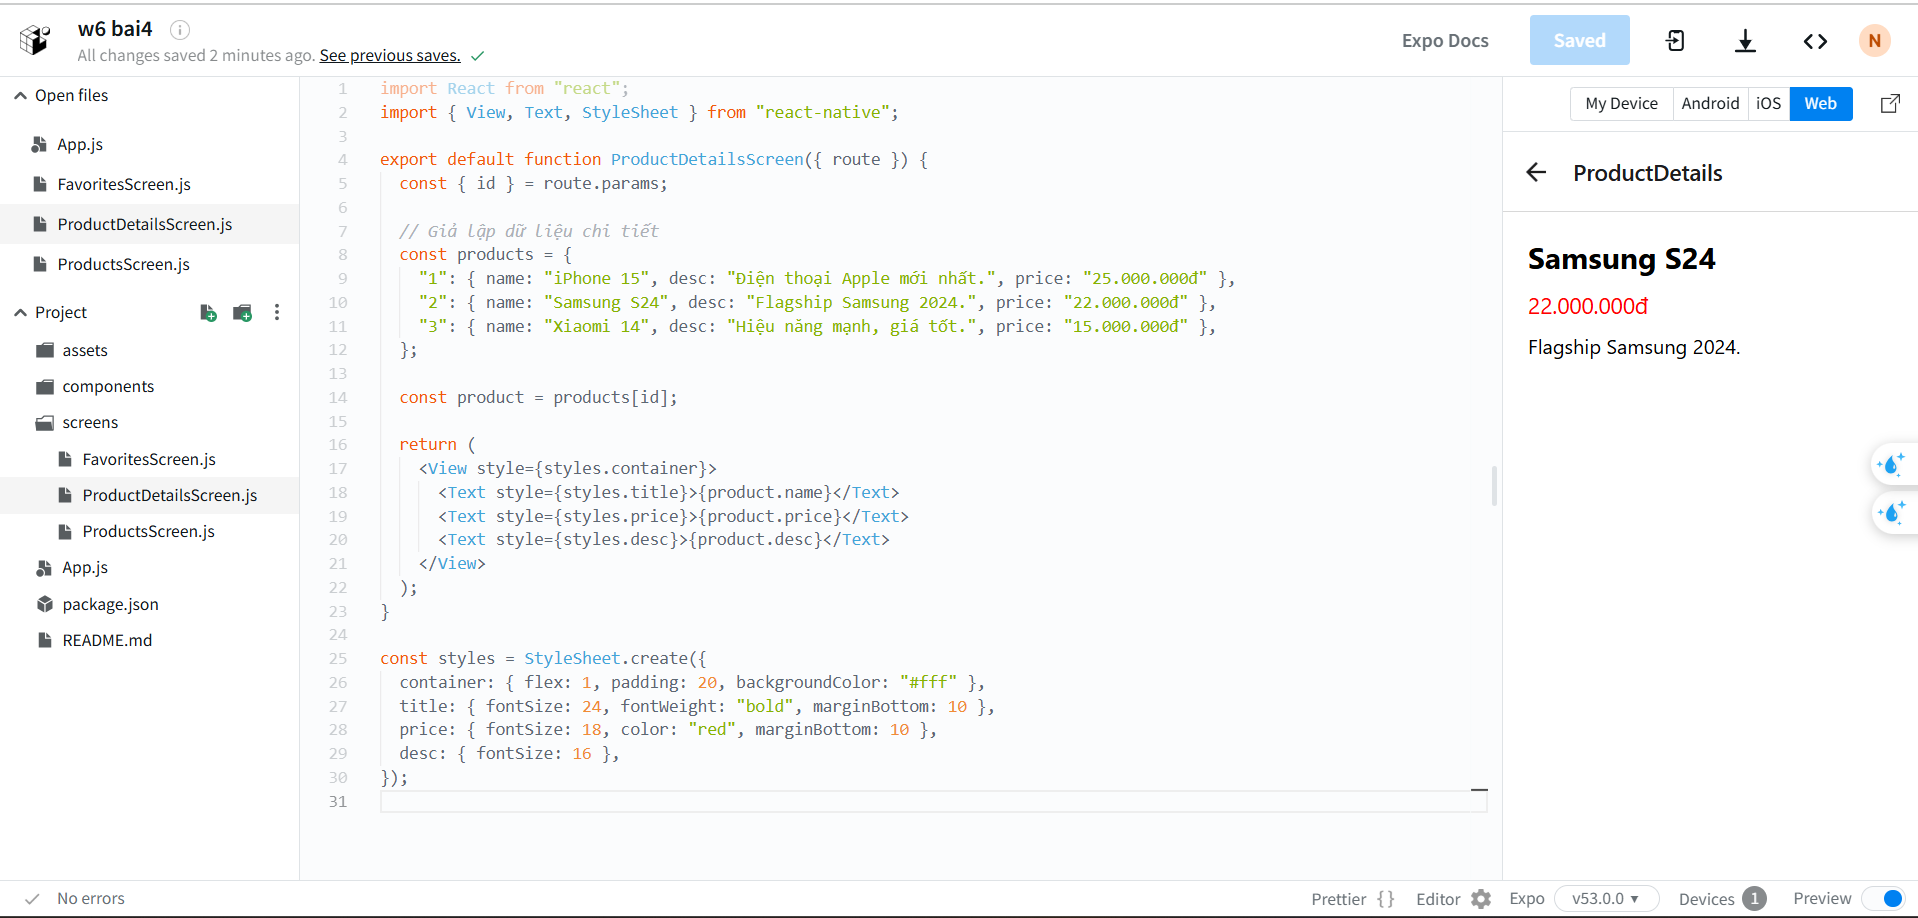 w6 bai4
All changes saved 2 minutes ago. See previous saves.
Expo Docs
Saved
N
Open files
App.js
FavoritesScreen.js
ProductDetailsScreen.js
ProductsScreen.js
Project
assets
components
screens
FavoritesScreen.js
ProductDetailsScreen.js
ProductsScreen.js
App.js
package.json
README.md
1 import React from "react";
2 import { View, Text, StyleSheet } from "react-native";
3
4 export default function ProductDetailsScreen({ route }) {
5 const { id } = route.params;
6
7 // Giả lập dữ liệu chi tiết
8 const products = {
9 "1": { name: "iPhone 15", desc: "Điện thoại Apple mới nhất.", price: "25.000.000đ" },
10 "2": { name: "Samsung S24", desc: "Flagship Samsung 2024.", price: "22.000.000đ" },
11 "3": { name: "Xiaomi 14", desc: "Hiệu năng mạnh, giá tốt.", price: "15.000.000đ" },
12 };
13
14 const product = products[id];
15
16 return (
17 <View style={styles.container}>
18 <Text style={styles.title}>{product.name}</Text>
19 <Text style={styles.price}>{product.price}</Text>
20 <Text style={styles.desc}>{product.desc}</Text>
21 </View>
22 );
23 }
24
25 const styles = StyleSheet.create({
26 container: { flex: 1, padding: 20, backgroundColor: "#fff" },
27 title: { fontSize: 24, fontWeight: "bold", marginBottom: 10 },
28 price: { fontSize: 18, color: "red", marginBottom: 10 },
29 desc: { fontSize: 16 },
30 });
31
My Device Android iOS Web
ProductDetails
Samsung S24
22.000.000đ
Flagship Samsung 2024.
No errors
Prettier {} Editor Expo v53.0.0 Devices 1 Preview